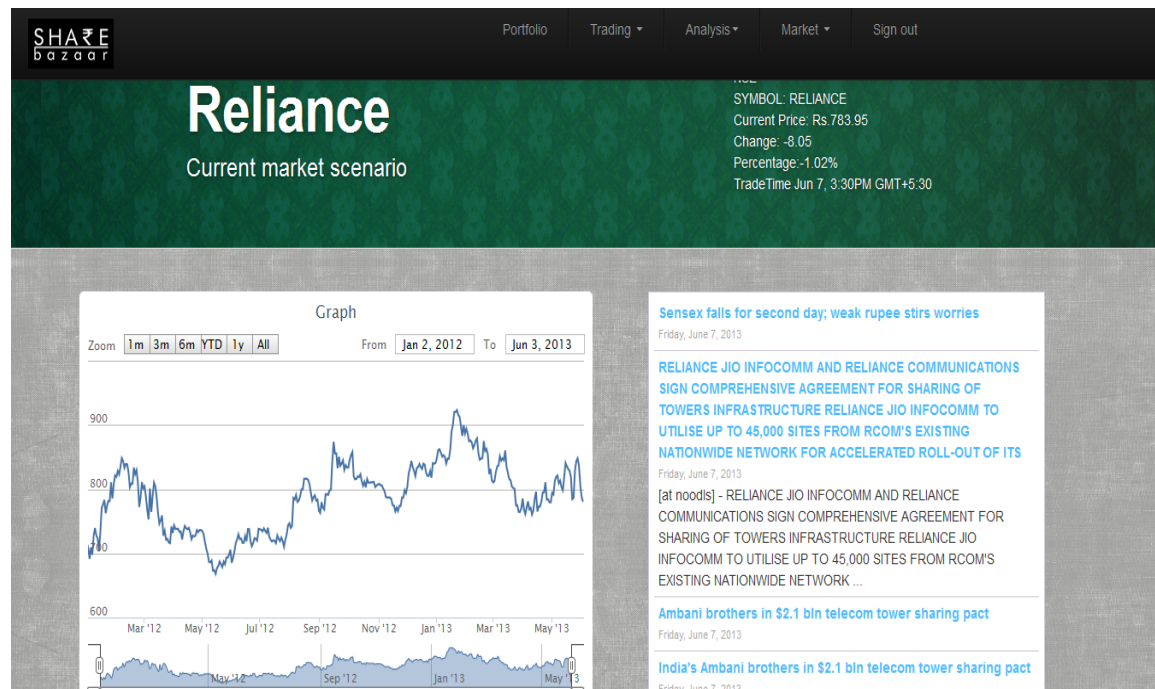 SHA₹E
bazaar
Portfolio
Trading
Analysis
Market
Sign out
Reliance
Current market scenario
NSE
SYMBOL: RELIANCE
Current Price: Rs.783.95
Change: -8.05
Percentage:-1.02%
TradeTime Jun 7, 3:30PM GMT+5:30
Graph
Zoom 1m 3m 6m YTD 1y All From Jan 2, 2012 To Jun 3, 2013
900
800
700
600
Mar '12 May '12 Jul '12 Sep '12 Nov '12 Jan '13 Mar '13 May '13
May '12 Sep '12 Jan '13 May '13
Sensex falls for second day; weak rupee stirs worries
Friday, June 7, 2013
RELIANCE JIO INFOCOMM AND RELIANCE COMMUNICATIONS
SIGN COMPREHENSIVE AGREEMENT FOR SHARING OF
TOWERS INFRASTRUCTURE RELIANCE JIO INFOCOMM TO
UTILISE UP TO 45,000 SITES FROM RCOM'S EXISTING
NATIONWIDE NETWORK FOR ACCELERATED ROLL-OUT OF ITS
Friday, June 7, 2013
[at noodls] - RELIANCE JIO INFOCOMM AND RELIANCE
COMMUNICATIONS SIGN COMPREHENSIVE AGREEMENT FOR
SHARING OF TOWERS INFRASTRUCTURE RELIANCE JIO
INFOCOMM TO UTILISE UP TO 45,000 SITES FROM RCOM'S
EXISTING NATIONWIDE NETWORK ...
Ambani brothers in $2.1 bln telecom tower sharing pact
Friday, June 7, 2013
India's Ambani brothers in $2.1 bln telecom tower sharing pact
Friday, June 7, 2013